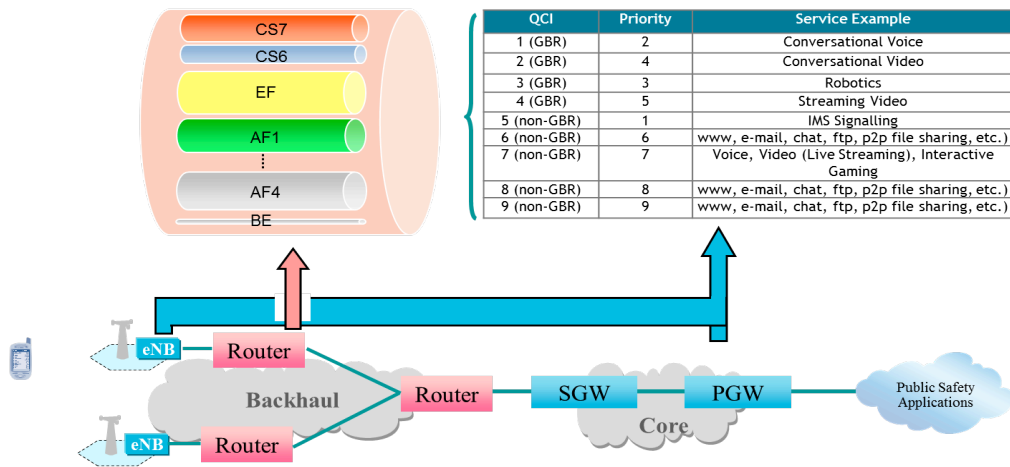 CS7
CS6
EF
AF1
AF4
BE
QCI Priority Service Example
1 (GBR) 2 Conversational Voice
2 (GBR) 4 Conversational Video
3 (GBR) 3 Robotics
4 (GBR) 5 Streaming Video
5 (non-GBR) 1 IMS Signalling
6 (non-GBR) 6 www, e-mail, chat, ftp, p2p file sharing, etc.)
7 (non-GBR) 7 Voice, Video (Live Streaming), Interactive
Gaming
8 (non-GBR) 8 www, e-mail, chat, ftp, p2p file sharing, etc.)
9 (non-GBR) 9 www, e-mail, chat, ftp, p2p file sharing, etc.)
eNB
Router
Backhaul
Router
SGW
PGW
Core
Public Safety
Applications
eNB
Router